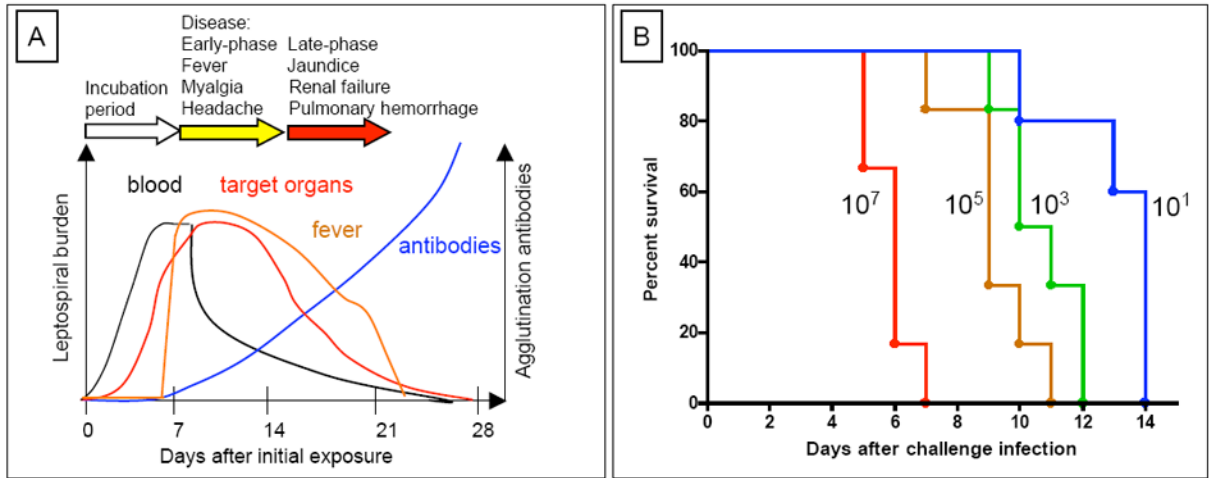 A
Disease:
Early-phase Late-phase
Fever Jaundice
Incubation Myalgia Renal failure
period Headache Pulmonary hemorrhage
blood target organs
fever
antibodies
Leptospiral burden
Agglutination antibodies
0 7 14 21 28
Days after initial exposure
B
100
80
60
40
20
0
Percent survival
10⁷ 10⁵ 10³ 10¹
0 2 4 6 8 10 12 14
Days after challenge infection